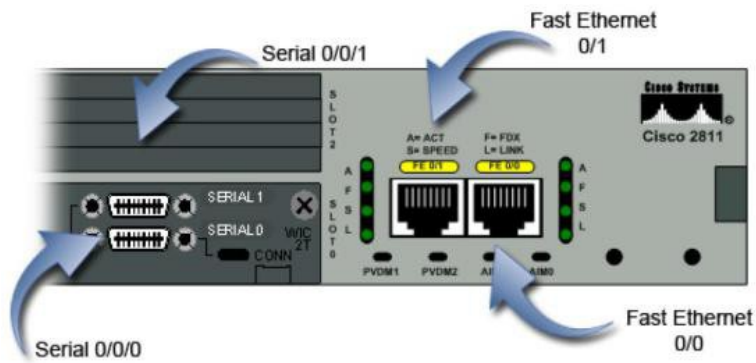 Serial 0/0/1
Fast Ethernet
0/1
CISCO SYSTEMS
®
Cisco 2811
SLOT2
A= ACT F= FDX
S= SPEED L= LINK
FE 0/1 FE 0/0
A
F
S
L
A
F
S
L
SERIAL 1
SERIAL 0
WIC
2T
CONN
SLOT0
PVDM1 PVDM2 AIM0
Serial 0/0/0
Fast Ethernet
0/0